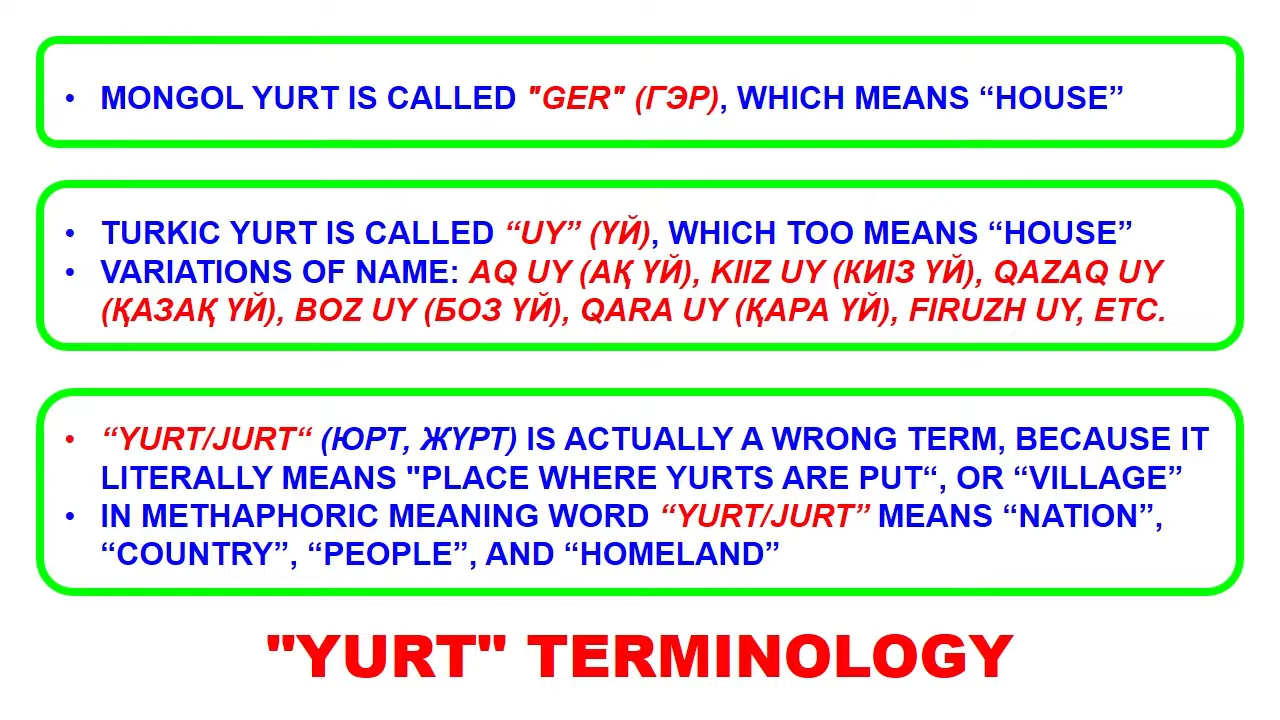 • MONGOL YURT IS CALLED "GER" (ГЭР), WHICH MEANS “HOUSE”
• TURKIC YURT IS CALLED “UY” (ҮЙ), WHICH TOO MEANS “HOUSE”
• VARIATIONS OF NAME: AQ UY (АҚ ҮЙ), KIIZ UY (КИІЗ ҮЙ), QAZAQ UY
(ҚАЗАҚ ҮЙ), BOZ UY (БОЗ ҮЙ), QARA UY (ҚАРА ҮЙ), FIRUZH UY, ETC.
• “YURT/JURT“ (ЮРТ, ЖҮРТ) IS ACTUALLY A WRONG TERM, BECAUSE IT
LITERALLY MEANS "PLACE WHERE YURTS ARE PUT“, OR “VILLAGE”
• IN METHAPHORIC MEANING WORD “YURT/JURT” MEANS “NATION”,
“COUNTRY”, “PEOPLE”, AND “HOMELAND”
"YURT" TERMINOLOGY